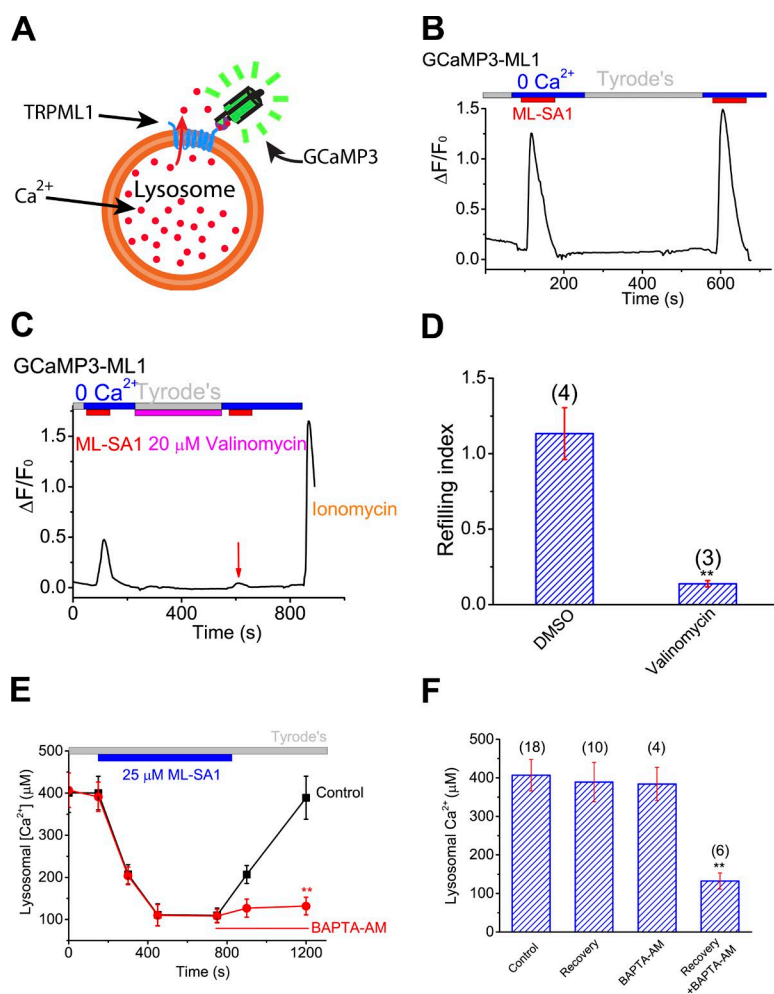 A
TRPML1
Lysosome
Ca2+
GCaMP3
B
GCaMP3-ML1
0 Ca2+ Tyrode's
ML-SA1
ΔF/F0
1.5
1.0
0.5
0.0
200 400 600
Time (s)
C
GCaMP3-ML1
0 Ca2+ Tyrode's
ML-SA1 20 µM Valinomycin
Ionomycin
ΔF/F0
1.5
1.0
0.5
0.0
0 400 800
Time (s)
D
Refilling index
1.5
1.0
0.5
0.0
(4)
(3)
**
DMSO
Valinomycin
E
Tyrode's
25 µM ML-SA1
Lysosomal [Ca2+] (µM)
500
400
300
200
100
Control
**
BAPTA-AM
0 400 800 1200
Time (s)
F
Lysosomal Ca2+ (µM)
500
400
300
200
100
0
(18)
(10)
(4)
(6)
**
Control
Recovery
BAPTA-AM
Recovery
+BAPTA-AM